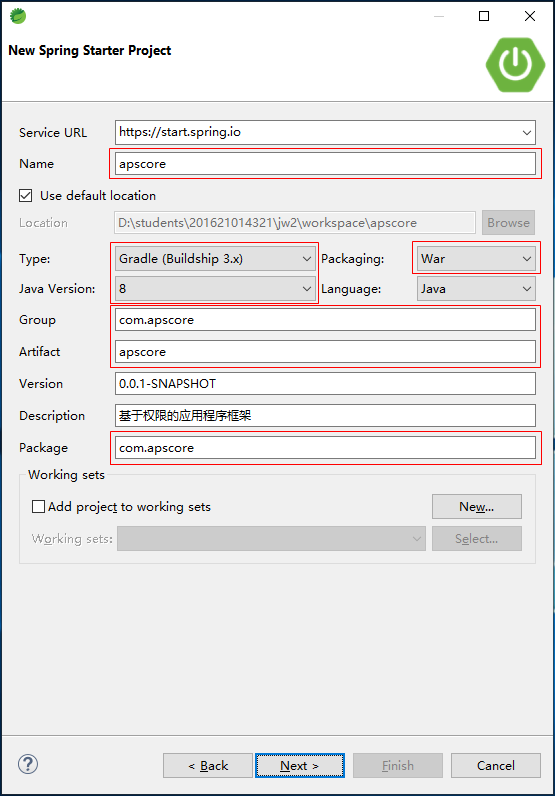 New Spring Starter Project
Service URL https://start.spring.io
Name apscore
Use default location
Location D:\students\201621014321\jw2\workspace\apscore Browse
Type: Gradle (Buildship 3.x) Packaging: War
Java Version: 8 Language: Java
Group com.apscore
Artifact apscore
Version 0.0.1-SNAPSHOT
Description 基于权限的应用程序框架
Package com.apscore
Working sets
Add project to working sets New...
Working sets: Select...
? < Back Next > Finish Cancel